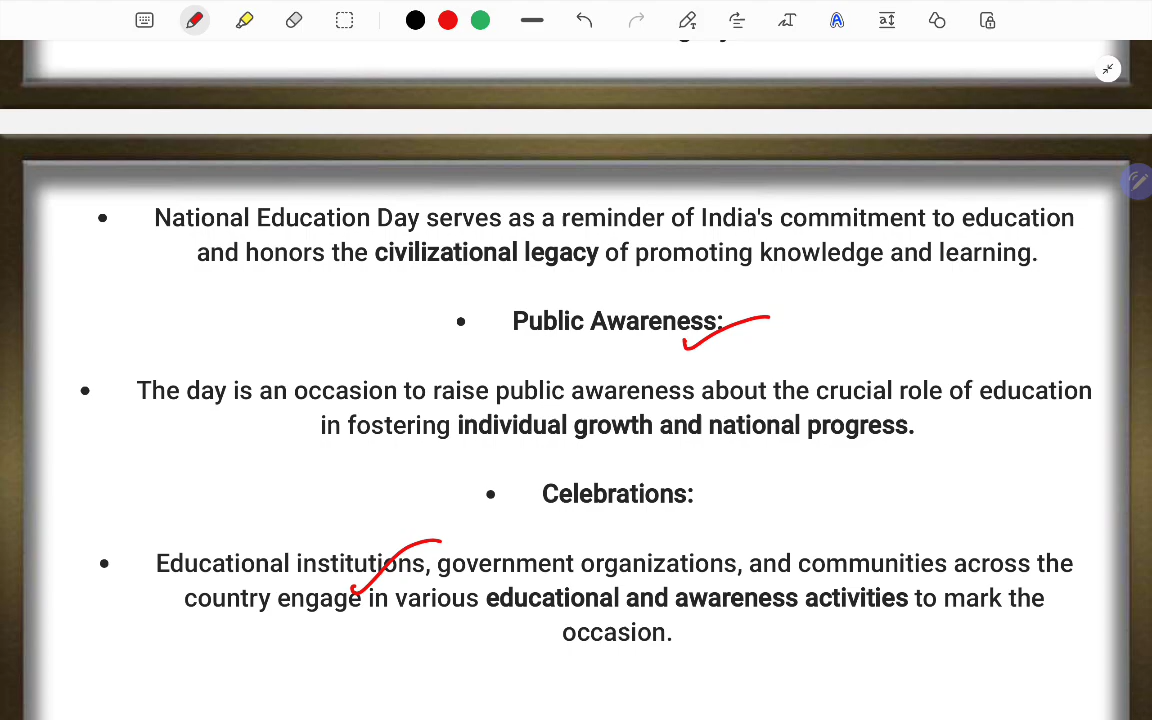 • National Education Day serves as a reminder of India's commitment to education
and honors the civilizational legacy of promoting knowledge and learning.
• Public Awareness:
• The day is an occasion to raise public awareness about the crucial role of education
in fostering individual growth and national progress.
• Celebrations:
• Educational institutions, government organizations, and communities across the
country engage in various educational and awareness activities to mark the
occasion.